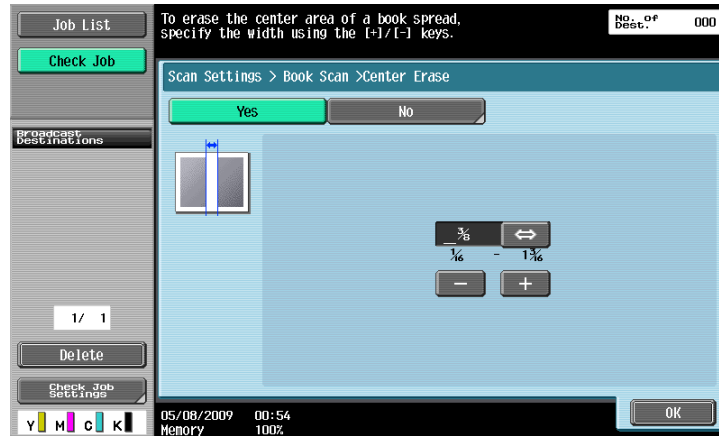 Job List
Check Job
To erase the center area of a book spread,
specify the width using the [+]/[-] keys.
No. of
Dest.
000
Scan Settings > Book Scan >Center Erase
Yes
No
Broadcast
Destinations
_⅜
1/16 - 1 3/16
−
+
1/ 1
Delete
Check Job
Settings
Y M C K
05/08/2009 00:54
Memory 100%
OK